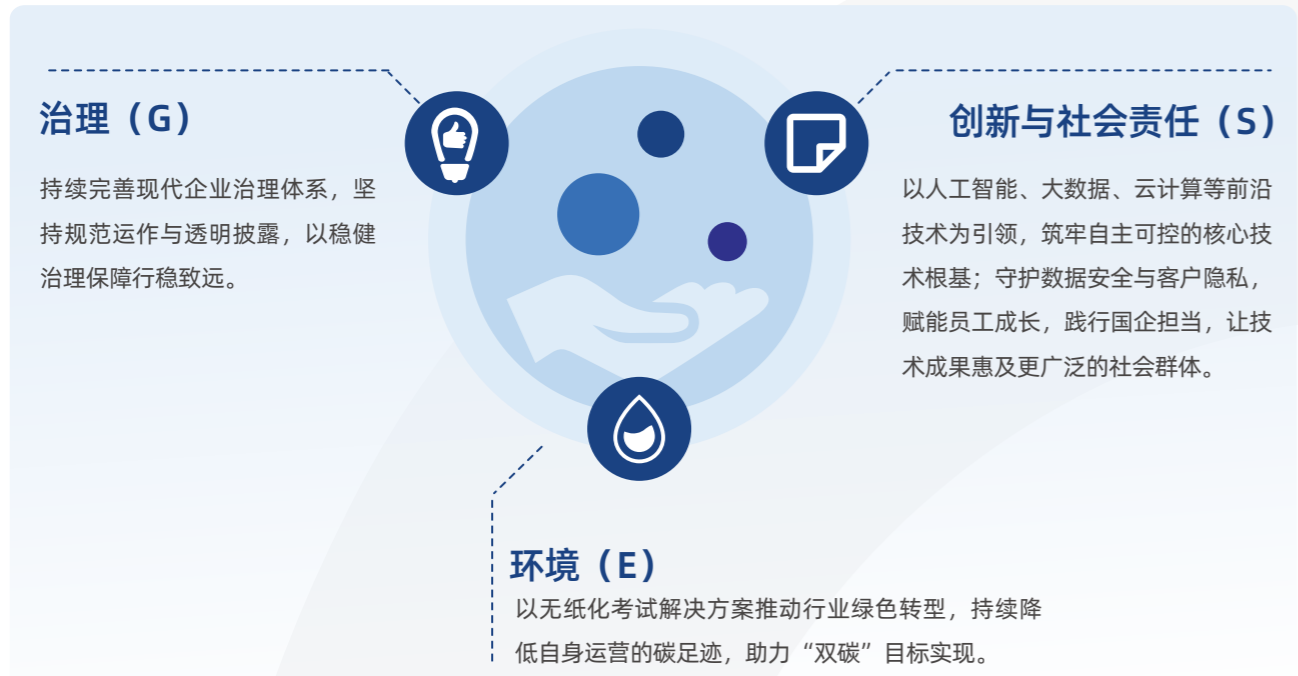 治理（G）
持续完善现代企业治理体系，坚
持规范运作与透明披露，以稳健
治理保障行稳致远。
创新与社会责任（S）
以人工智能、大数据、云计算等前沿
技术为引领，筑牢自主可控的核心技
术根基；守护数据安全与客户隐私，
赋能员工成长，践行国企担当，让技
术成果惠及更广泛的社会群体。
环境（E）
以无纸化考试解决方案推动行业绿色转型，持续降
低自身运营的碳足迹，助力“双碳”目标实现。